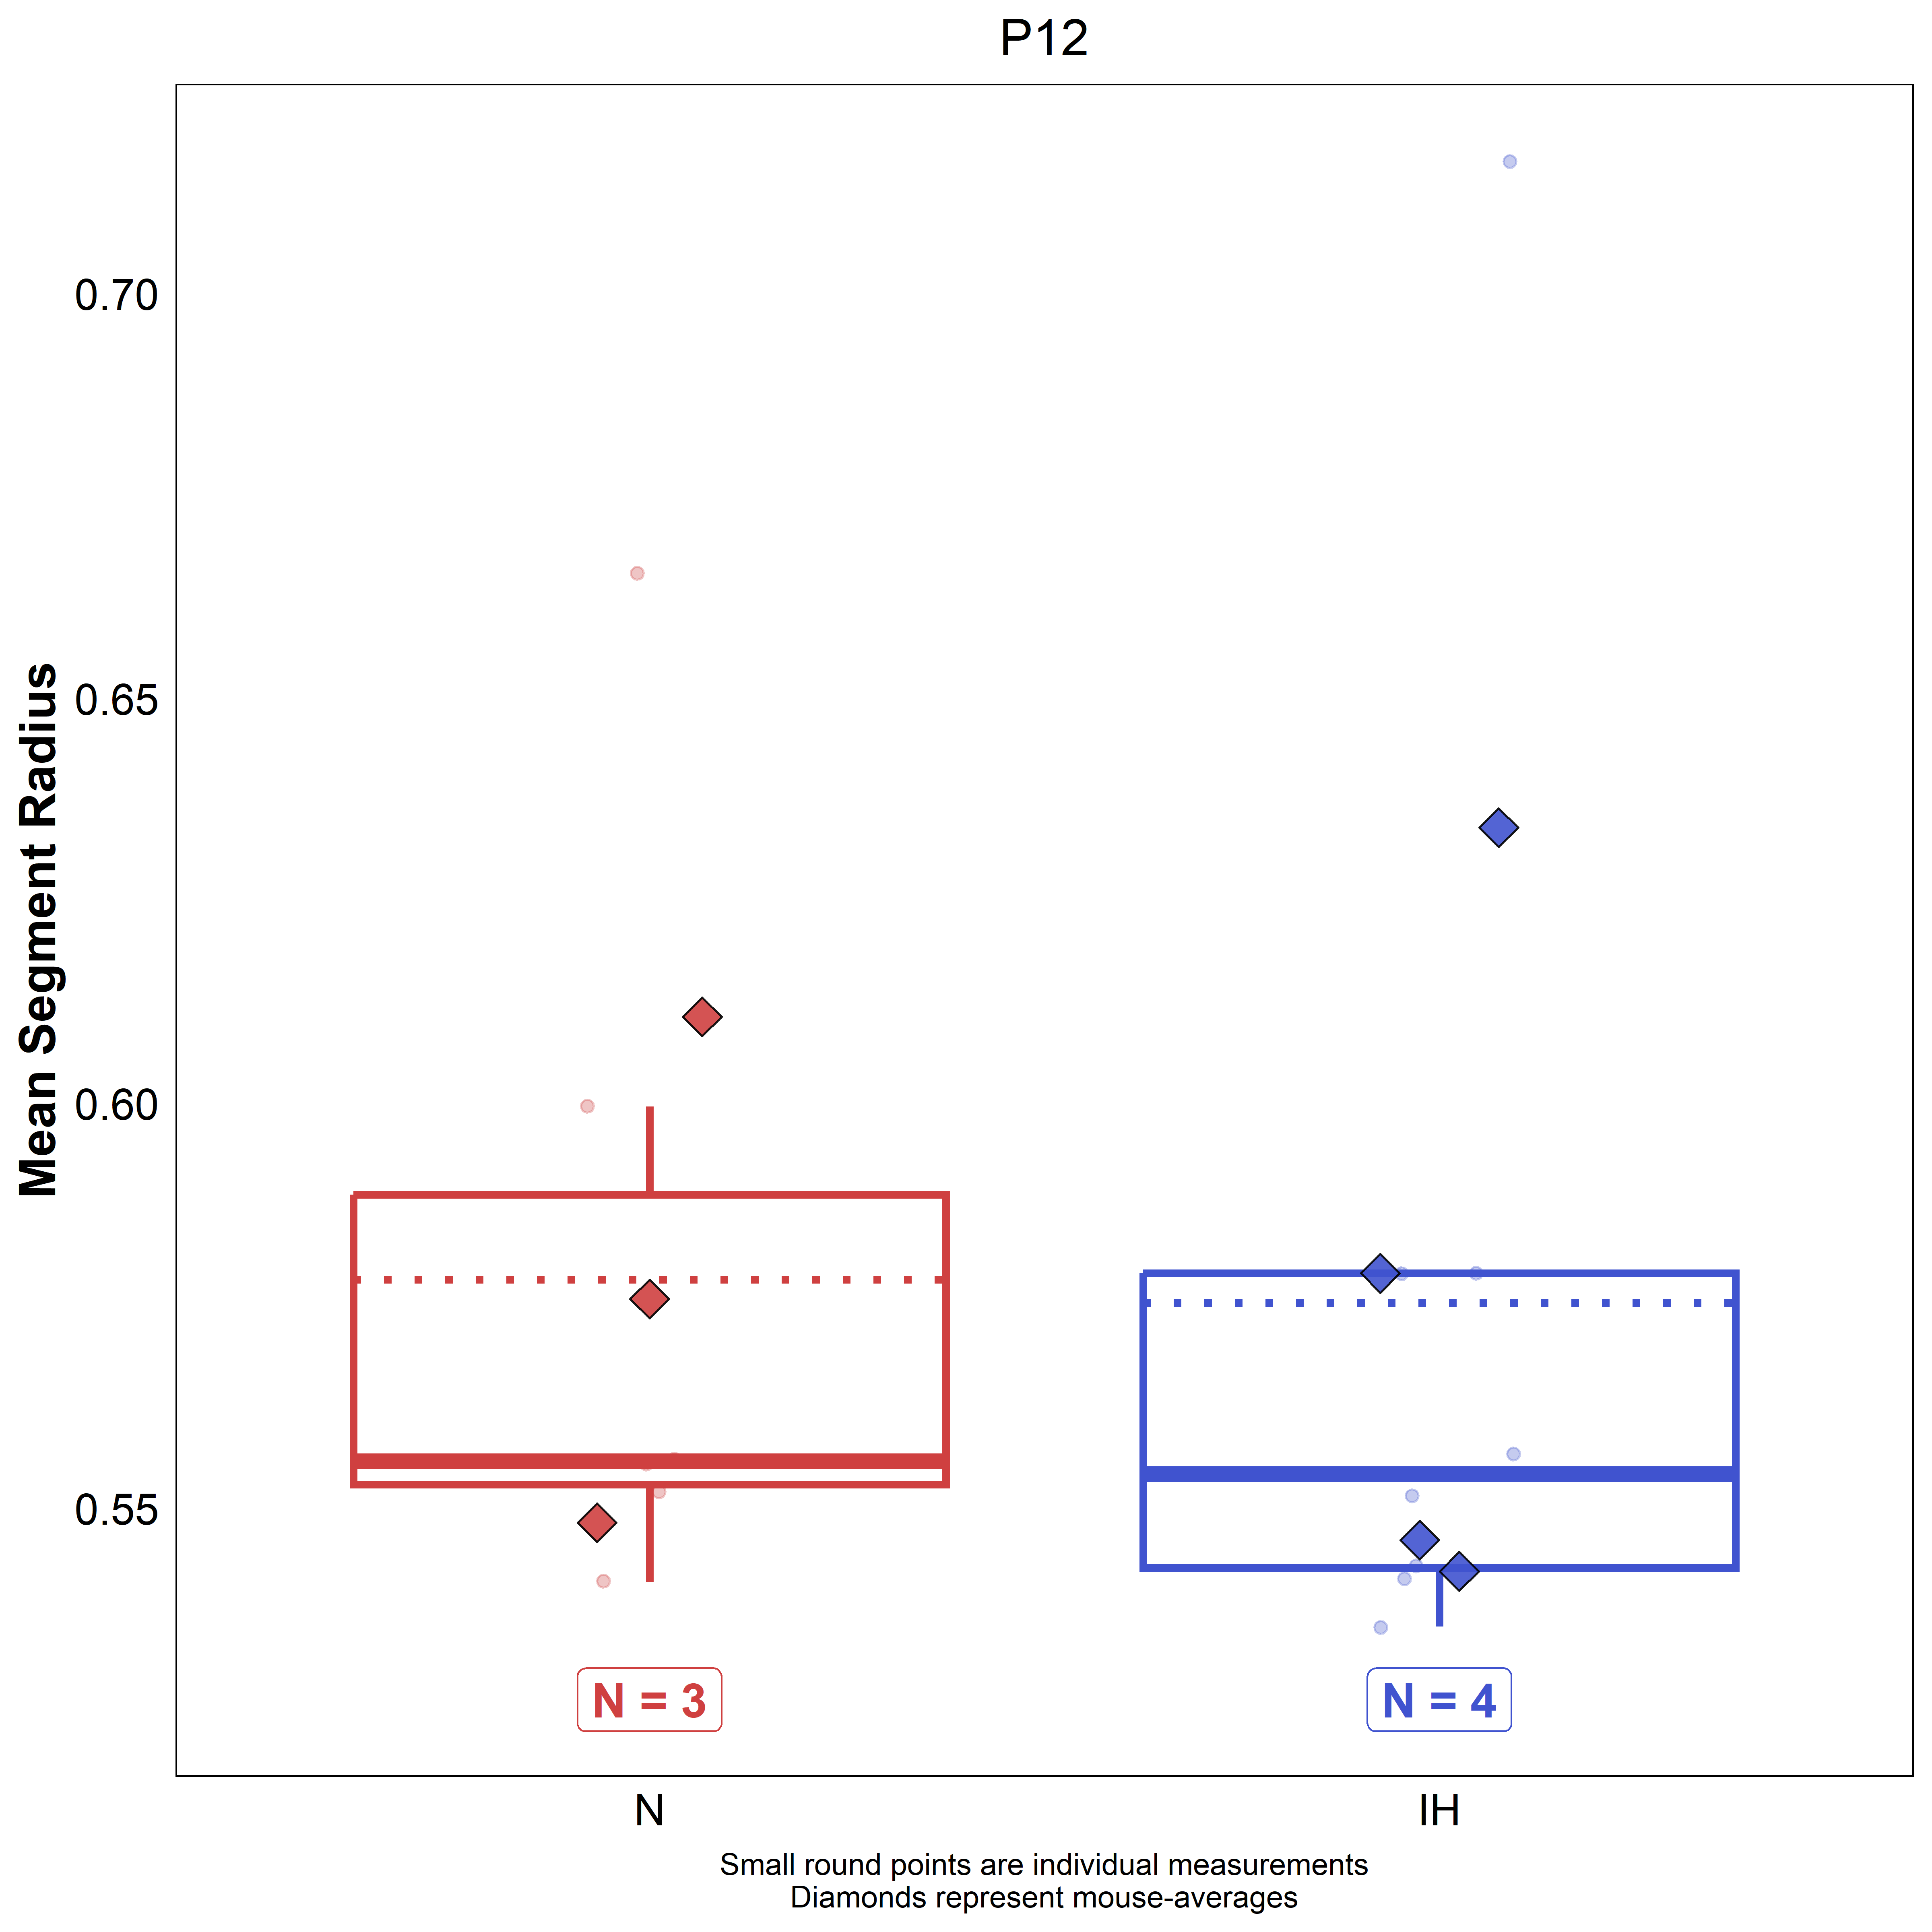 P12
Mean Segment Radius
0.70
0.65
0.60
0.55
N = 3
N = 4
N
IH
Small round points are individual measurements
Diamonds represent mouse-averages